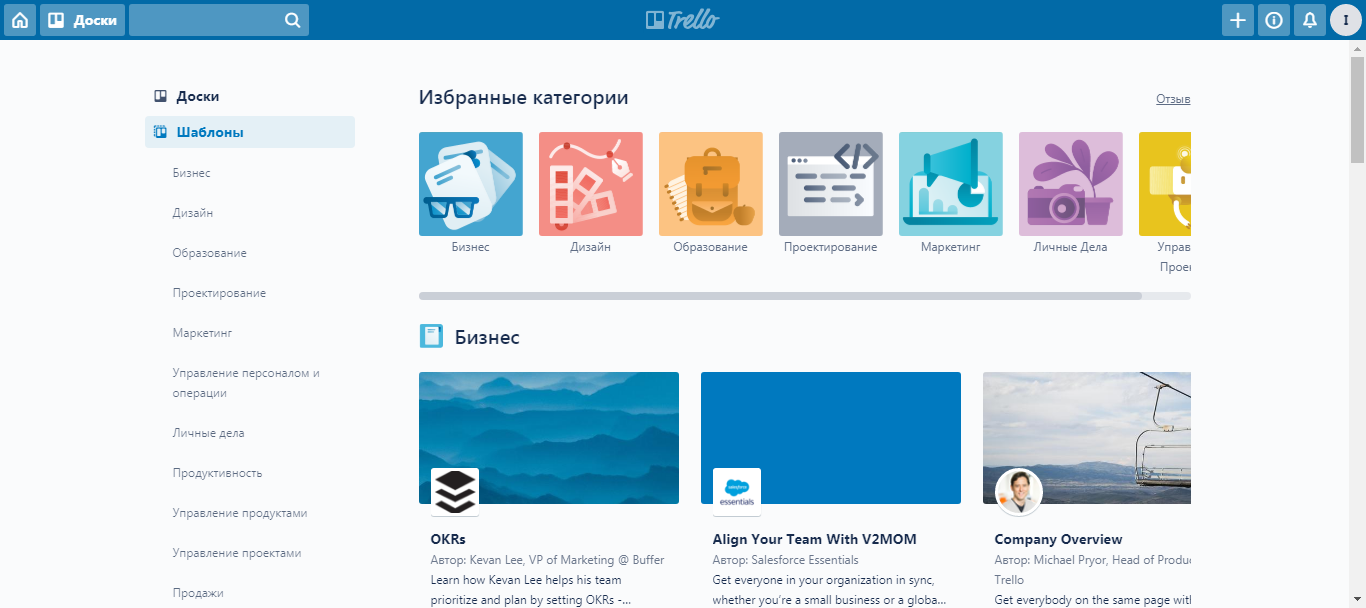 Доски
Trello
I
Доски
Шаблоны
Бизнес
Дизайн
Образование
Проектирование
Маркетинг
Управление персоналом и
операции
Личные дела
Продуктивность
Управление продуктами
Управление проектами
Продажи
Избранные категории
Отзыв
Бизнес
Дизайн
Образование
Проектирование
Маркетинг
Личные Дела
Управ
Проек
Бизнес
salesforce
essentials
OKRs
Автор: Kevan Lee, VP of Marketing @ Buffer
Learn how Kevan Lee helps his team
prioritize and plan by setting OKRs -...
Align Your Team With V2MOM
Автор: Salesforce Essentials
Get everyone in your organization in sync,
whether you're a small business or a globa...
Company Overview
Автор: Michael Pryor, Head of Produc
Trello
Get everybody on the same page with